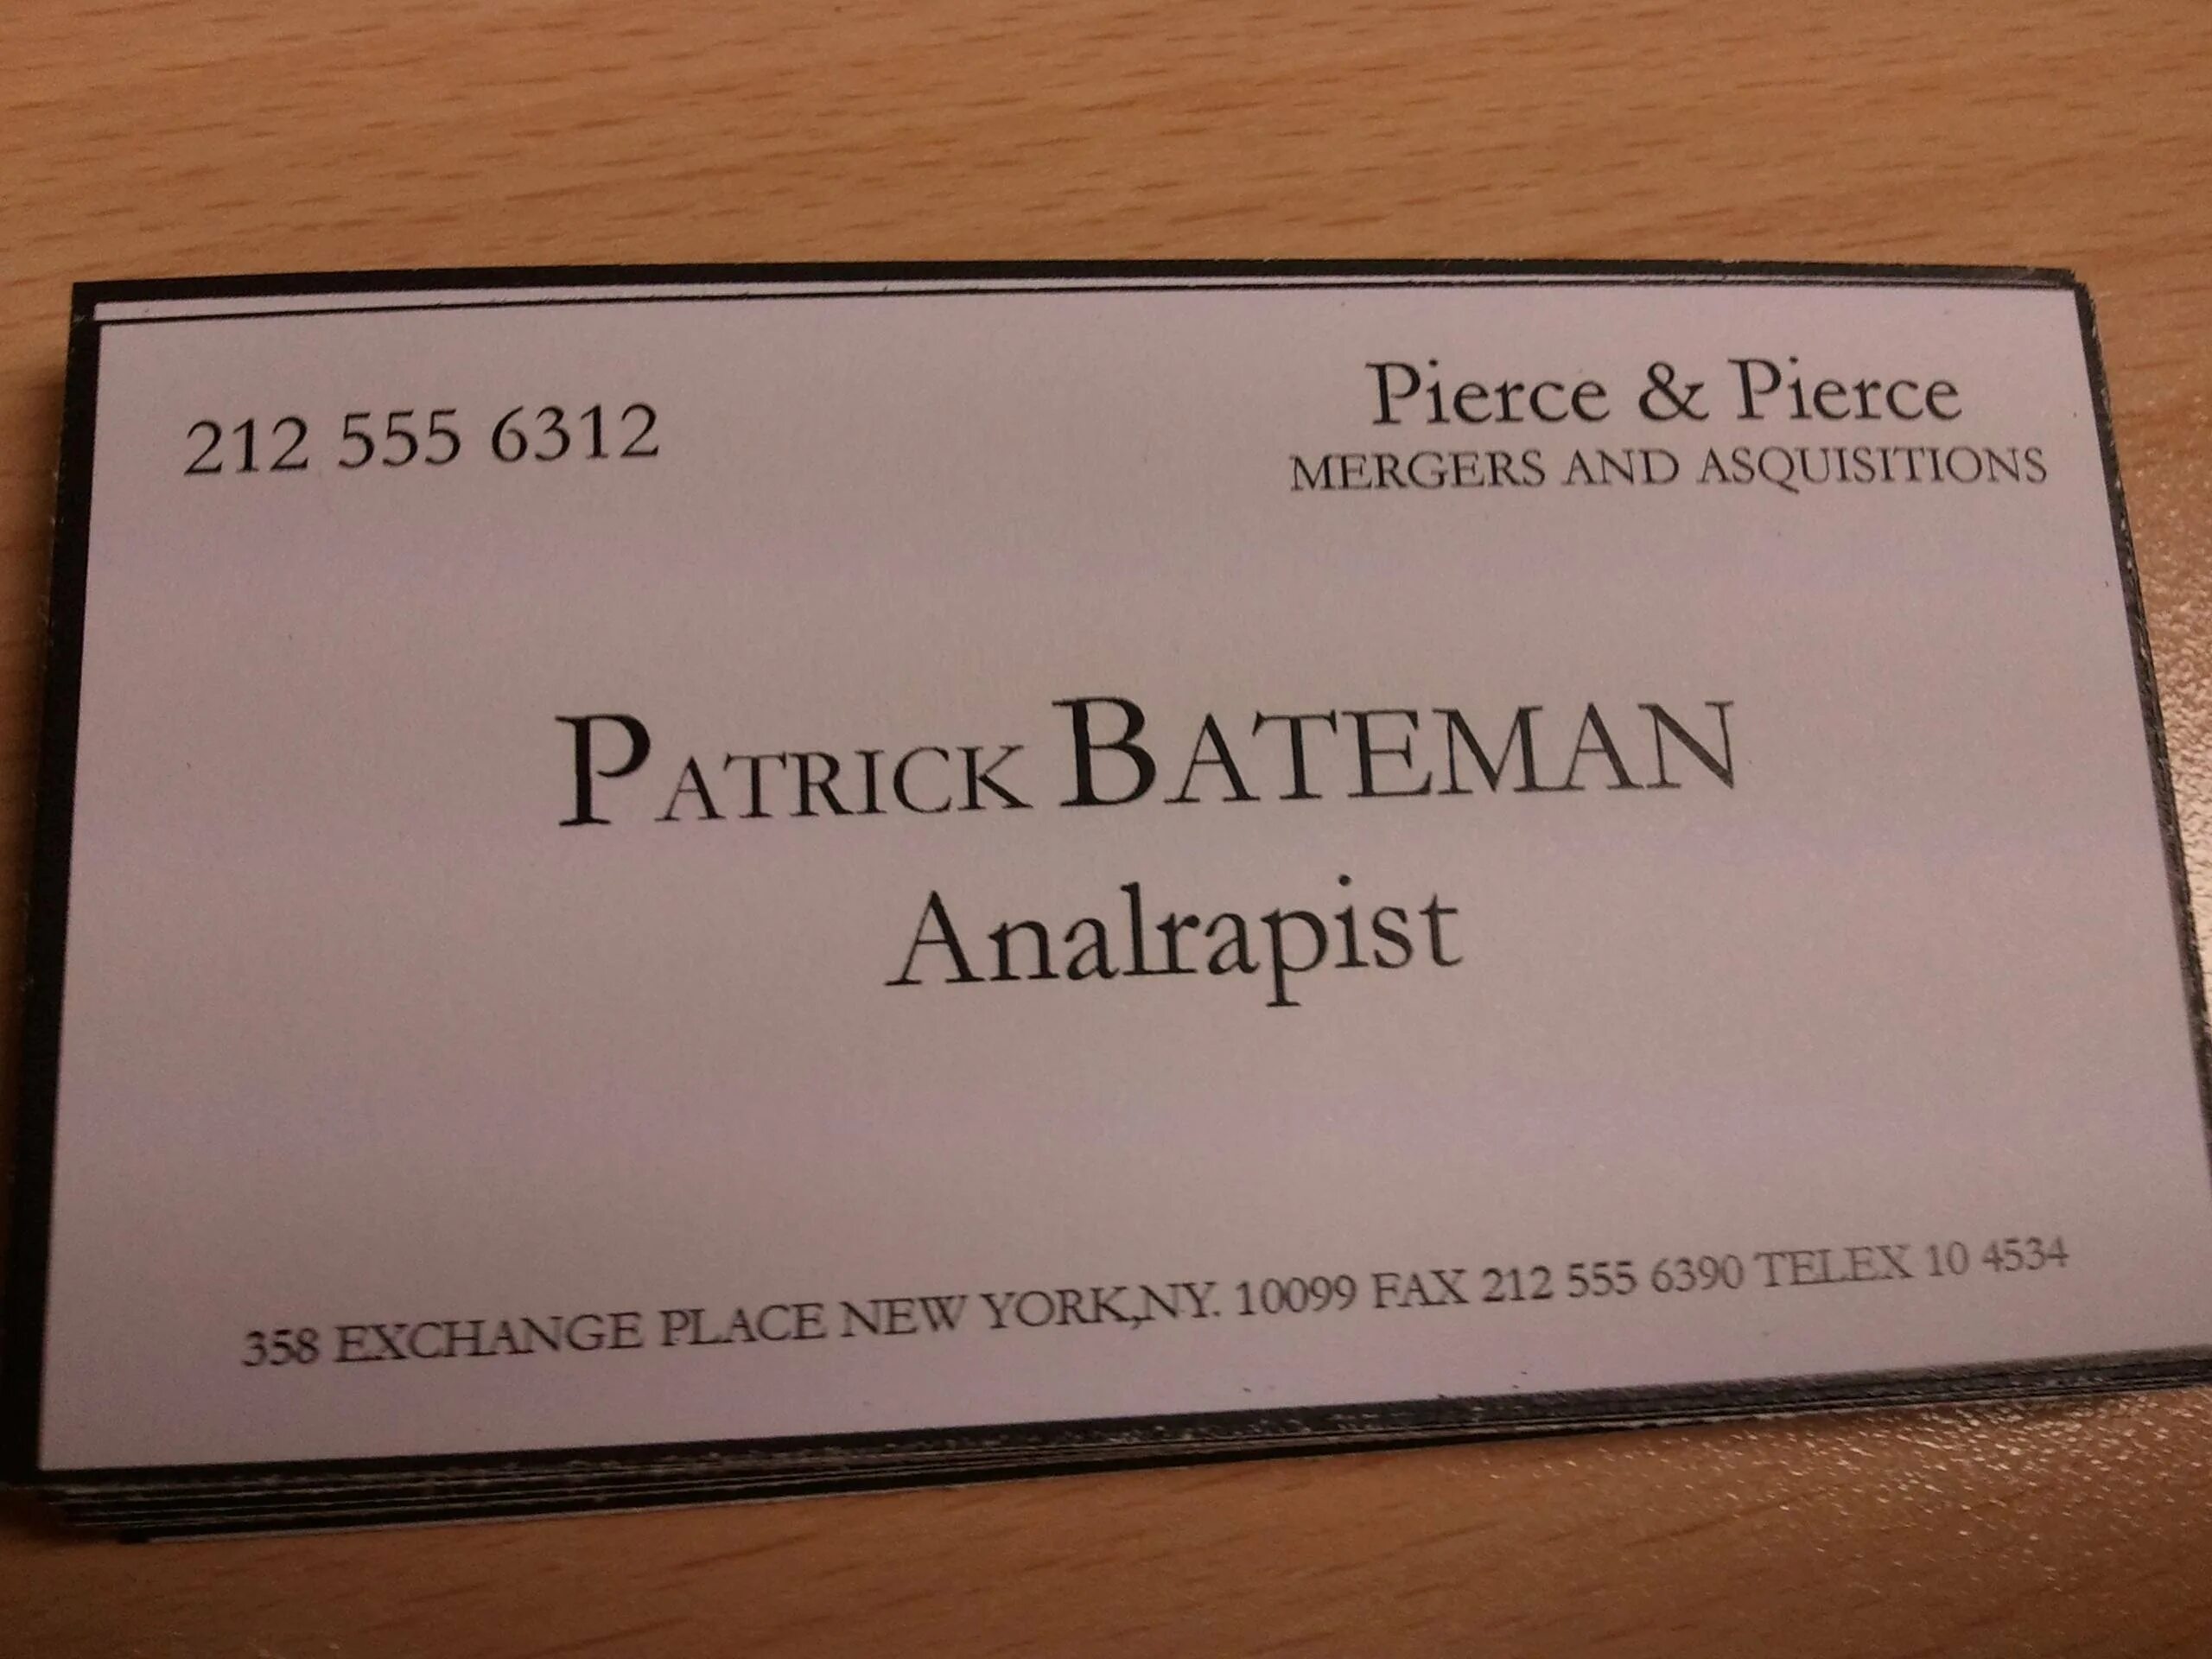 212 555 6312
Pierce & Pierce
MERGERS AND ASQUISITIONS
PATRICK BATEMAN
Analrapist
358 EXCHANGE PLACE NEW YORK,NY. 10099 FAX 212 555 6390 TELEX 10 4534